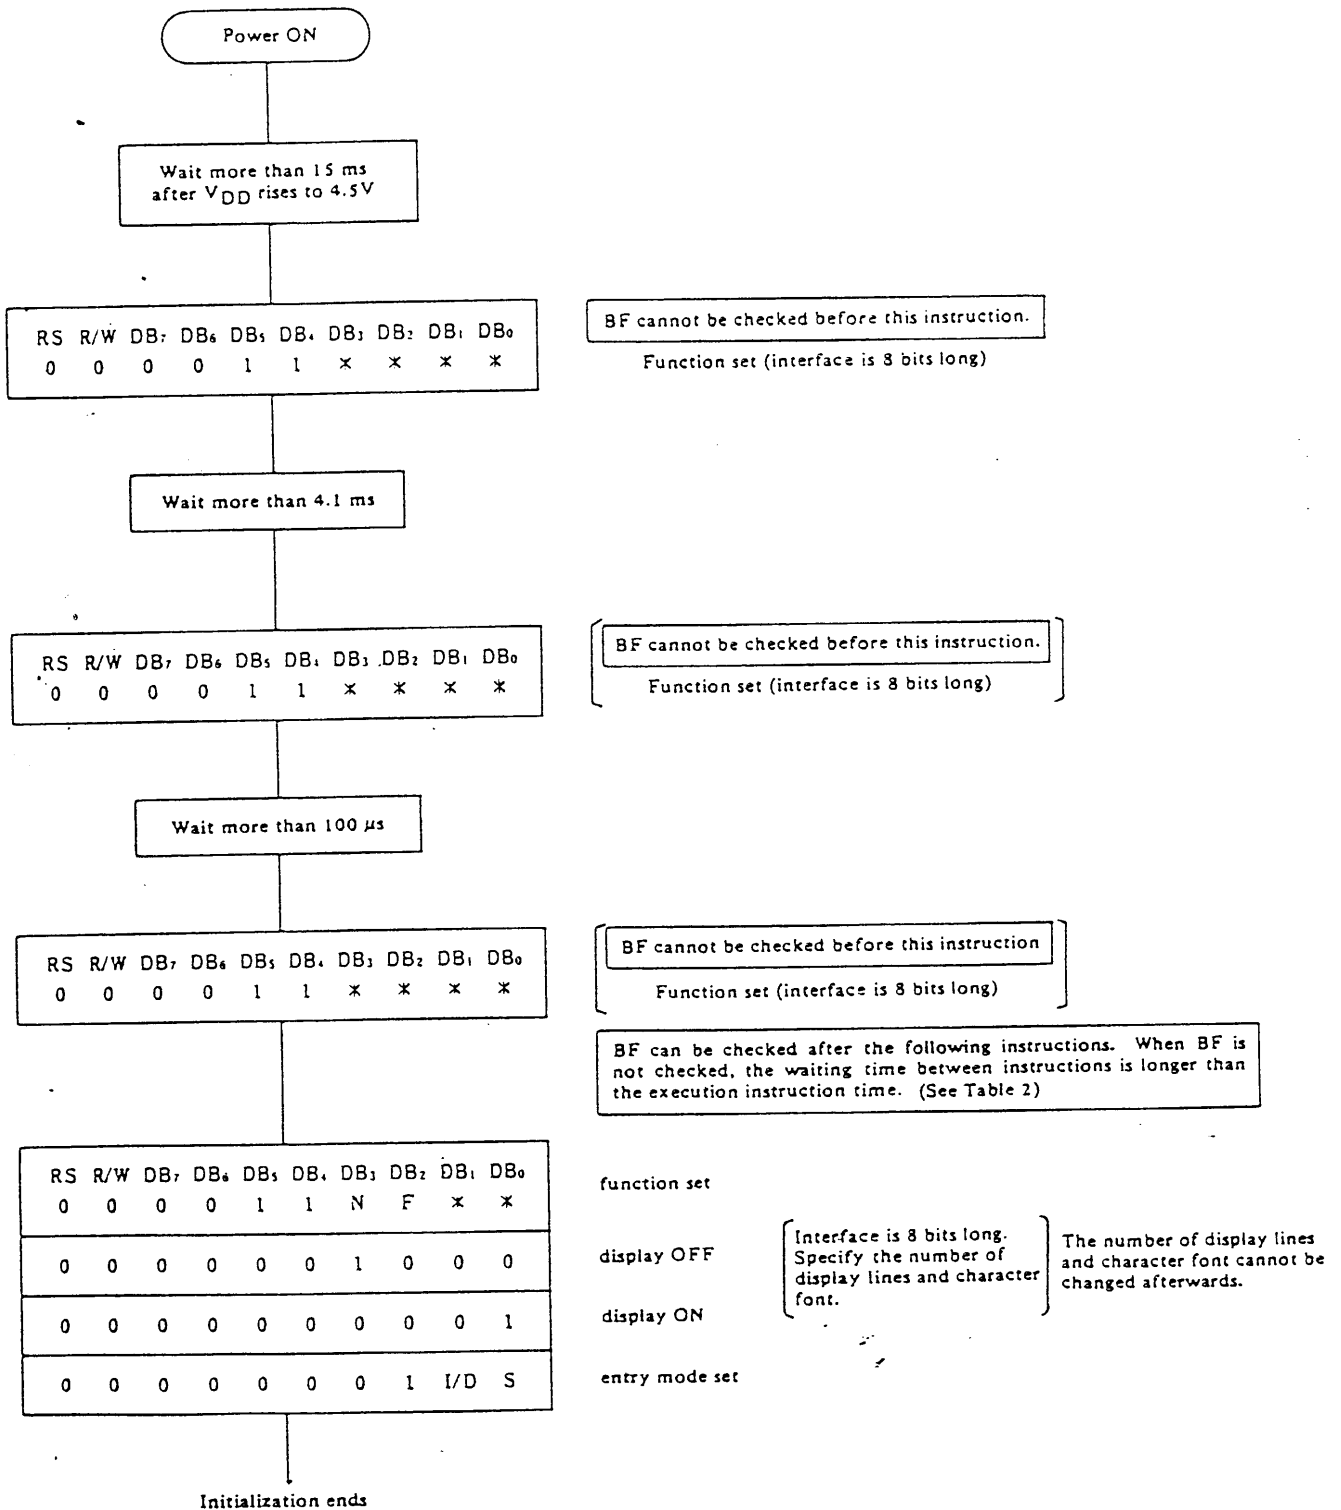 Power ON
Wait more than 15 ms
after VDD rises to 4.5V
RS R/W DB₇ DB₆ DB₅ DB₄ DB₃ DB₂ DB₁ DB₀
0 0 0 0 1 1 * * * *
BF cannot be checked before this instruction.
Function set (interface is 8 bits long)
Wait more than 4.1 ms
RS R/W DB₇ DB₆ DB₅ DB₄ DB₃ DB₂ DB₁ DB₀
0 0 0 0 1 1 * * * *
BF cannot be checked before this instruction.
Function set (interface is 8 bits long)
Wait more than 100 μs
RS R/W DB₇ DB₆ DB₅ DB₄ DB₃ DB₂ DB₁ DB₀
0 0 0 0 1 1 * * * *
BF cannot be checked before this instruction
Function set (interface is 8 bits long)
BF can be checked after the following instructions. When BF is
not checked, the waiting time between instructions is longer than
the execution instruction time. (See Table 2)
RS R/W DB₇ DB₆ DB₅ DB₄ DB₃ DB₂ DB₁ DB₀
0 0 0 0 1 1 N F * *
function set
0 0 0 0 0 0 1 0 0 0
display OFF
0 0 0 0 0 0 0 0 0 1
display ON
0 0 0 0 0 0 0 1 I/D S
entry mode set
Interface is 8 bits long.
Specify the number of
display lines and character
font.
The number of display lines
and character font cannot be
changed afterwards.
Initialization ends